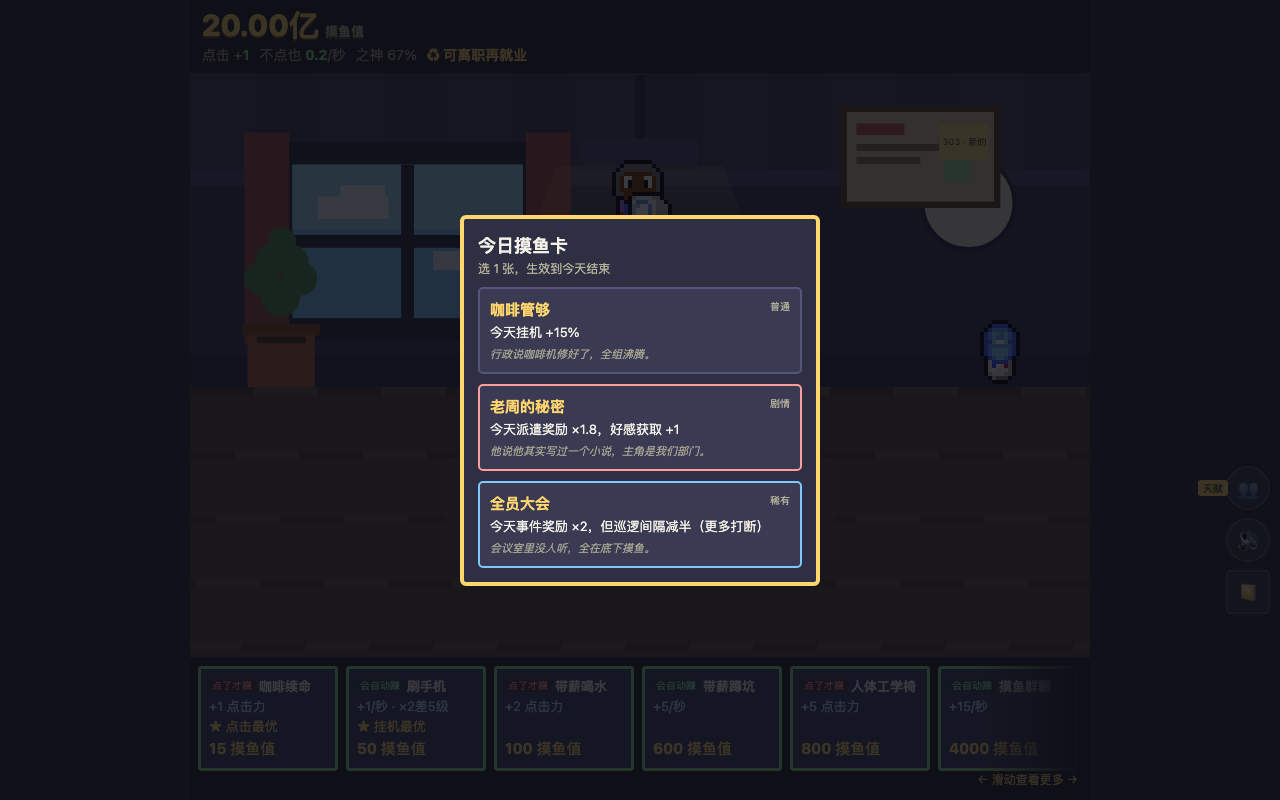 20.00亿 摸鱼值
点击 +1 不点也 0.2/秒 · 之神 67% ♻ 可离职再就业
303 · 新的
今日摸鱼卡
选 1 张，生效到今天结束
咖啡管够 普通
今天挂机 +15%
行政说咖啡机修好了，全组沸腾。
老周的秘密 剧情
今天派遣奖励 ×1.8，好感获取 +1
他说他其实写过一个小说，主角是我们部门。
全员大会 稀有
今天事件奖励 ×2，但巡逻间隔减半（更多打断）
会议室里没人听，全在底下摸鱼。
天赋
点了才赚 咖啡续命
+1 点击力
★ 点击最优
15 摸鱼值
会自动赚 刷手机
+1/秒 · ×2差5级
★ 挂机最优
50 摸鱼值
点了才赚 带薪喝水
+2 点击力
100 摸鱼值
会自动赚 带薪蹲坑
+5/秒
600 摸鱼值
点了才赚 人体工学椅
+5 点击力
800 摸鱼值
会自动赚 摸鱼群聊
+15/秒
4000 摸鱼值
← 滑动查看更多 →